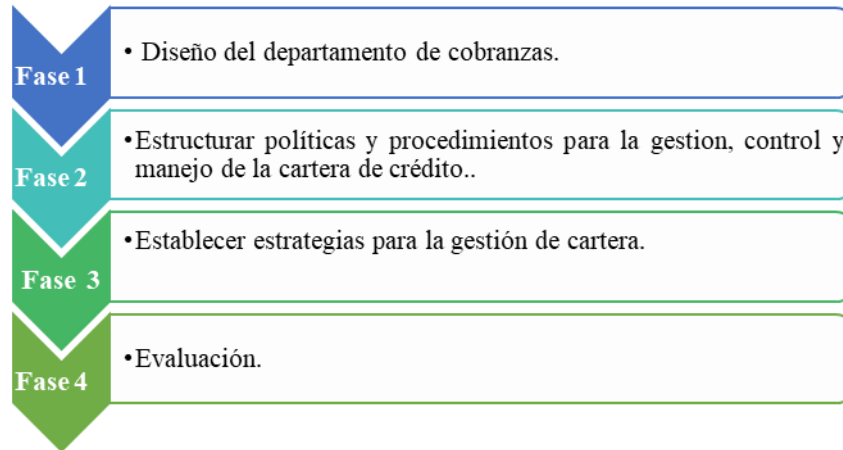 Fase 1
• Diseño del departamento de cobranzas.
Fase 2
•Estructurar políticas y procedimientos para la gestion, control y
manejo de la cartera de crédito..
Fase 3
•Establecer estrategias para la gestión de cartera.
Fase 4
•Evaluación.